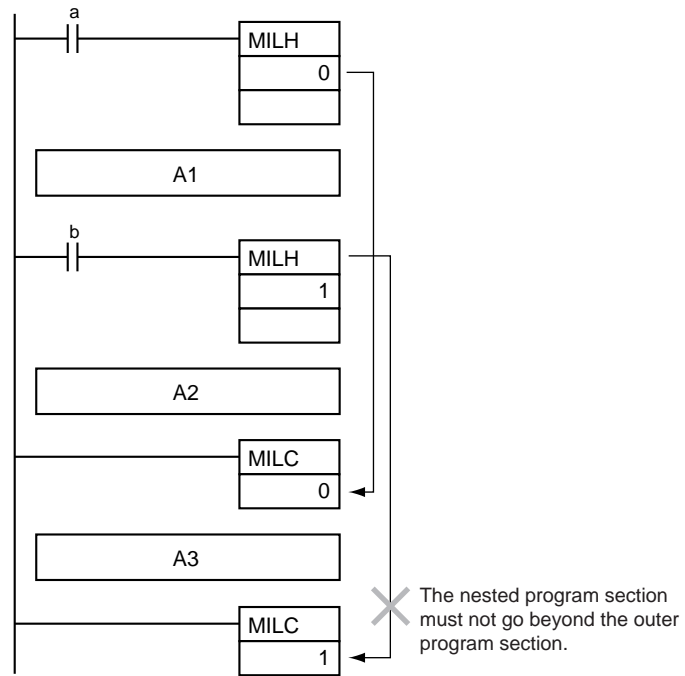 a
MILH
0
A1
b
MILH
1
A2
MILC
0
A3
The nested program section
must not go beyond the outer
program section.
MILC
1